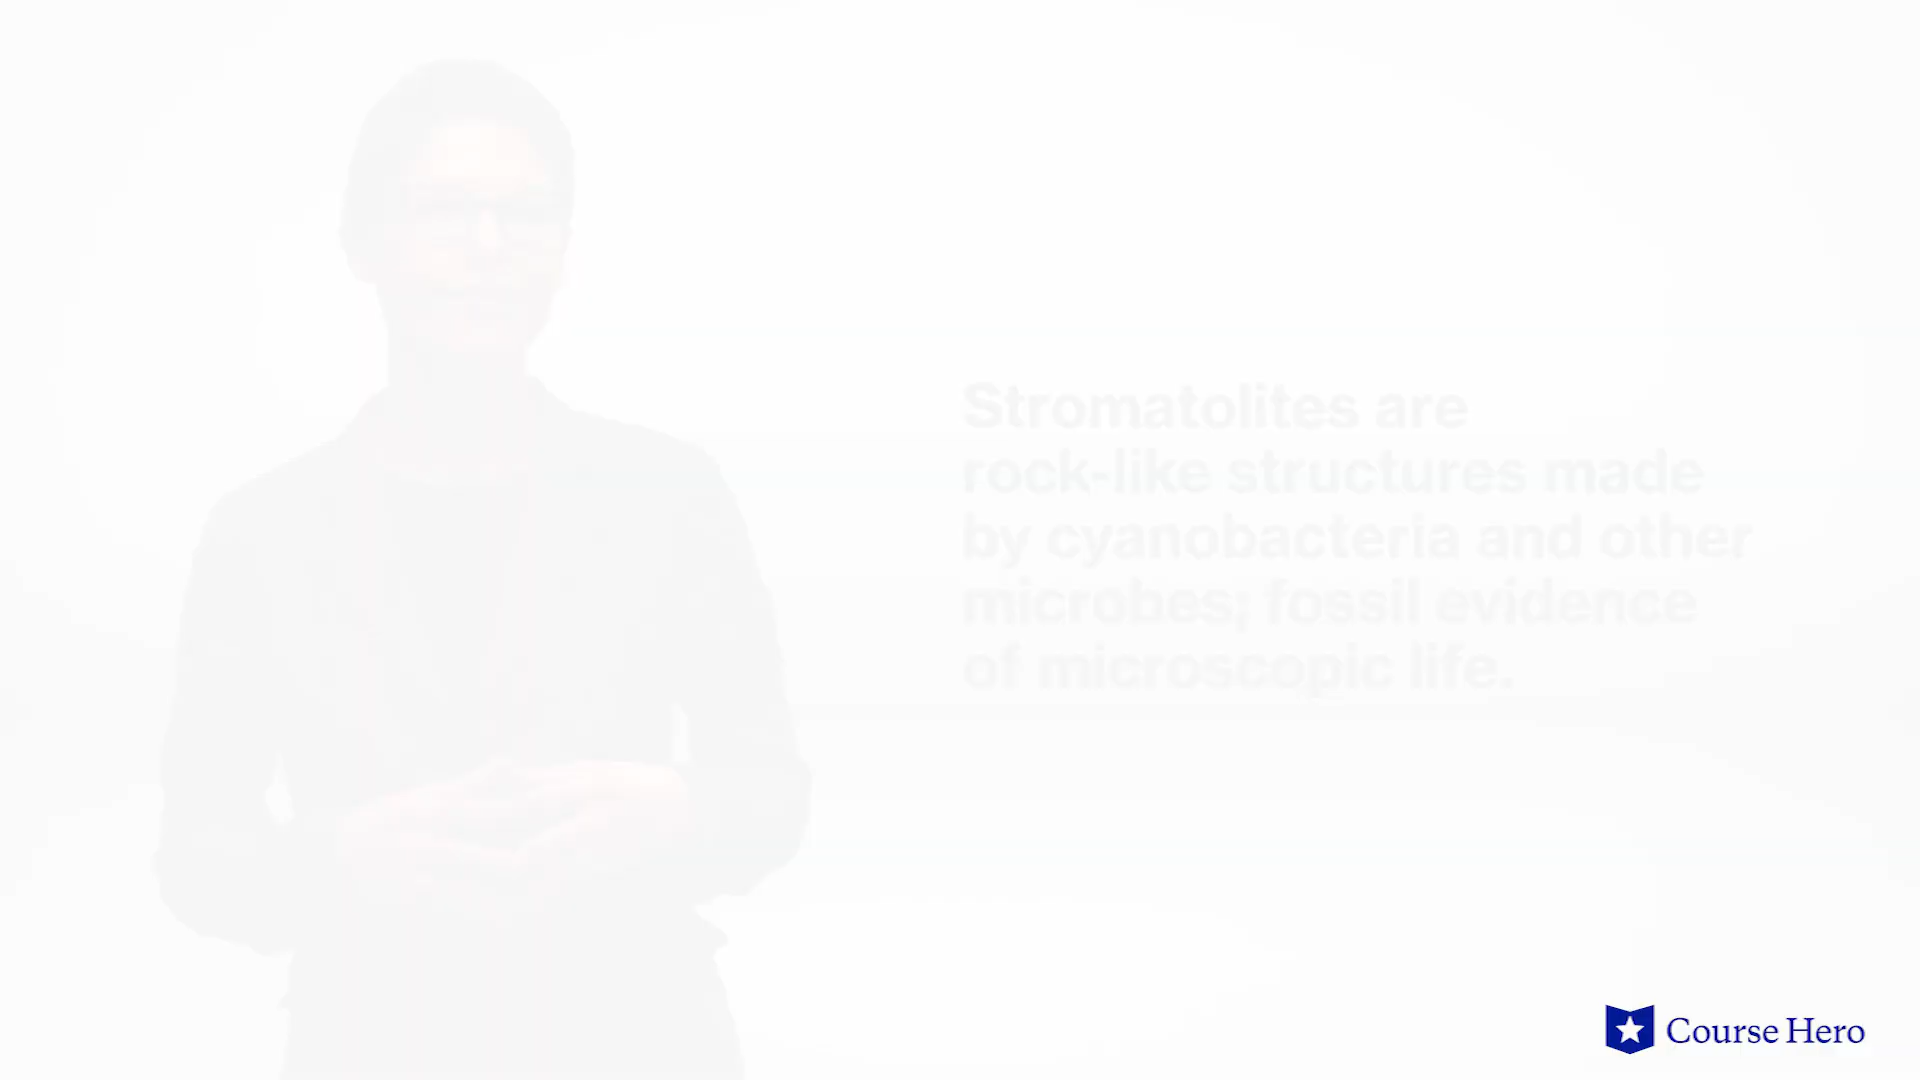 Stromatolites are
rock-like structures made
by cyanobacteria and other
microbes; fossil evidence
of microscopic life.
Course Hero